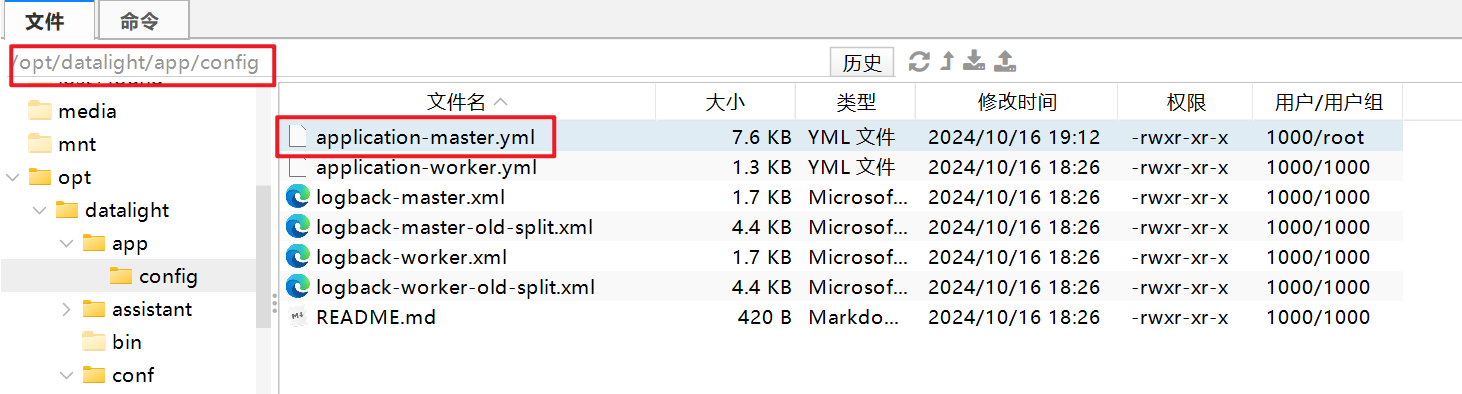 文件 命令
/opt/datalight/app/config 历史
media
mnt
opt
datalight
app
config
assistant
bin
conf
文件名 大小 类型 修改时间 权限 用户/用户组
application-master.yml 7.6 KB YML 文件 2024/10/16 19:12 -rwxr-xr-x 1000/root
application-worker.yml 1.3 KB YML 文件 2024/10/16 18:26 -rwxr-xr-x 1000/1000
logback-master.xml 1.7 KB Microsof... 2024/10/16 18:26 -rwxr-xr-x 1000/1000
logback-master-old-split.xml 4.4 KB Microsof... 2024/10/16 18:26 -rwxr-xr-x 1000/1000
logback-worker.xml 1.7 KB Microsof... 2024/10/16 18:26 -rwxr-xr-x 1000/1000
logback-worker-old-split.xml 4.4 KB Microsof... 2024/10/16 18:26 -rwxr-xr-x 1000/1000
README.md 420 B Markdo... 2024/10/16 18:26 -rwxr-xr-x 1000/1000